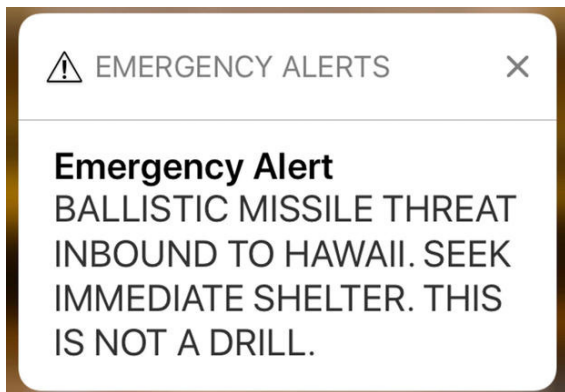 EMERGENCY ALERTS
Emergency Alert
BALLISTIC MISSILE THREAT
INBOUND TO HAWAII. SEEK
IMMEDIATE SHELTER. THIS
IS NOT A DRILL.